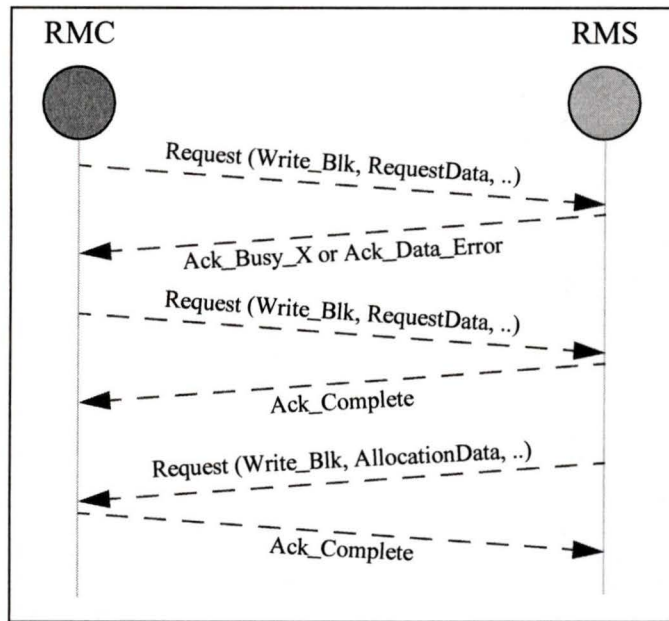 RMC
RMS
Request (Write_Blk, RequestData, ..)
Ack_Busy_X or Ack_Data_Error
Request (Write_Blk, RequestData, ..)
Ack_Complete
Request (Write_Blk, AllocationData, ..)
Ack_Complete